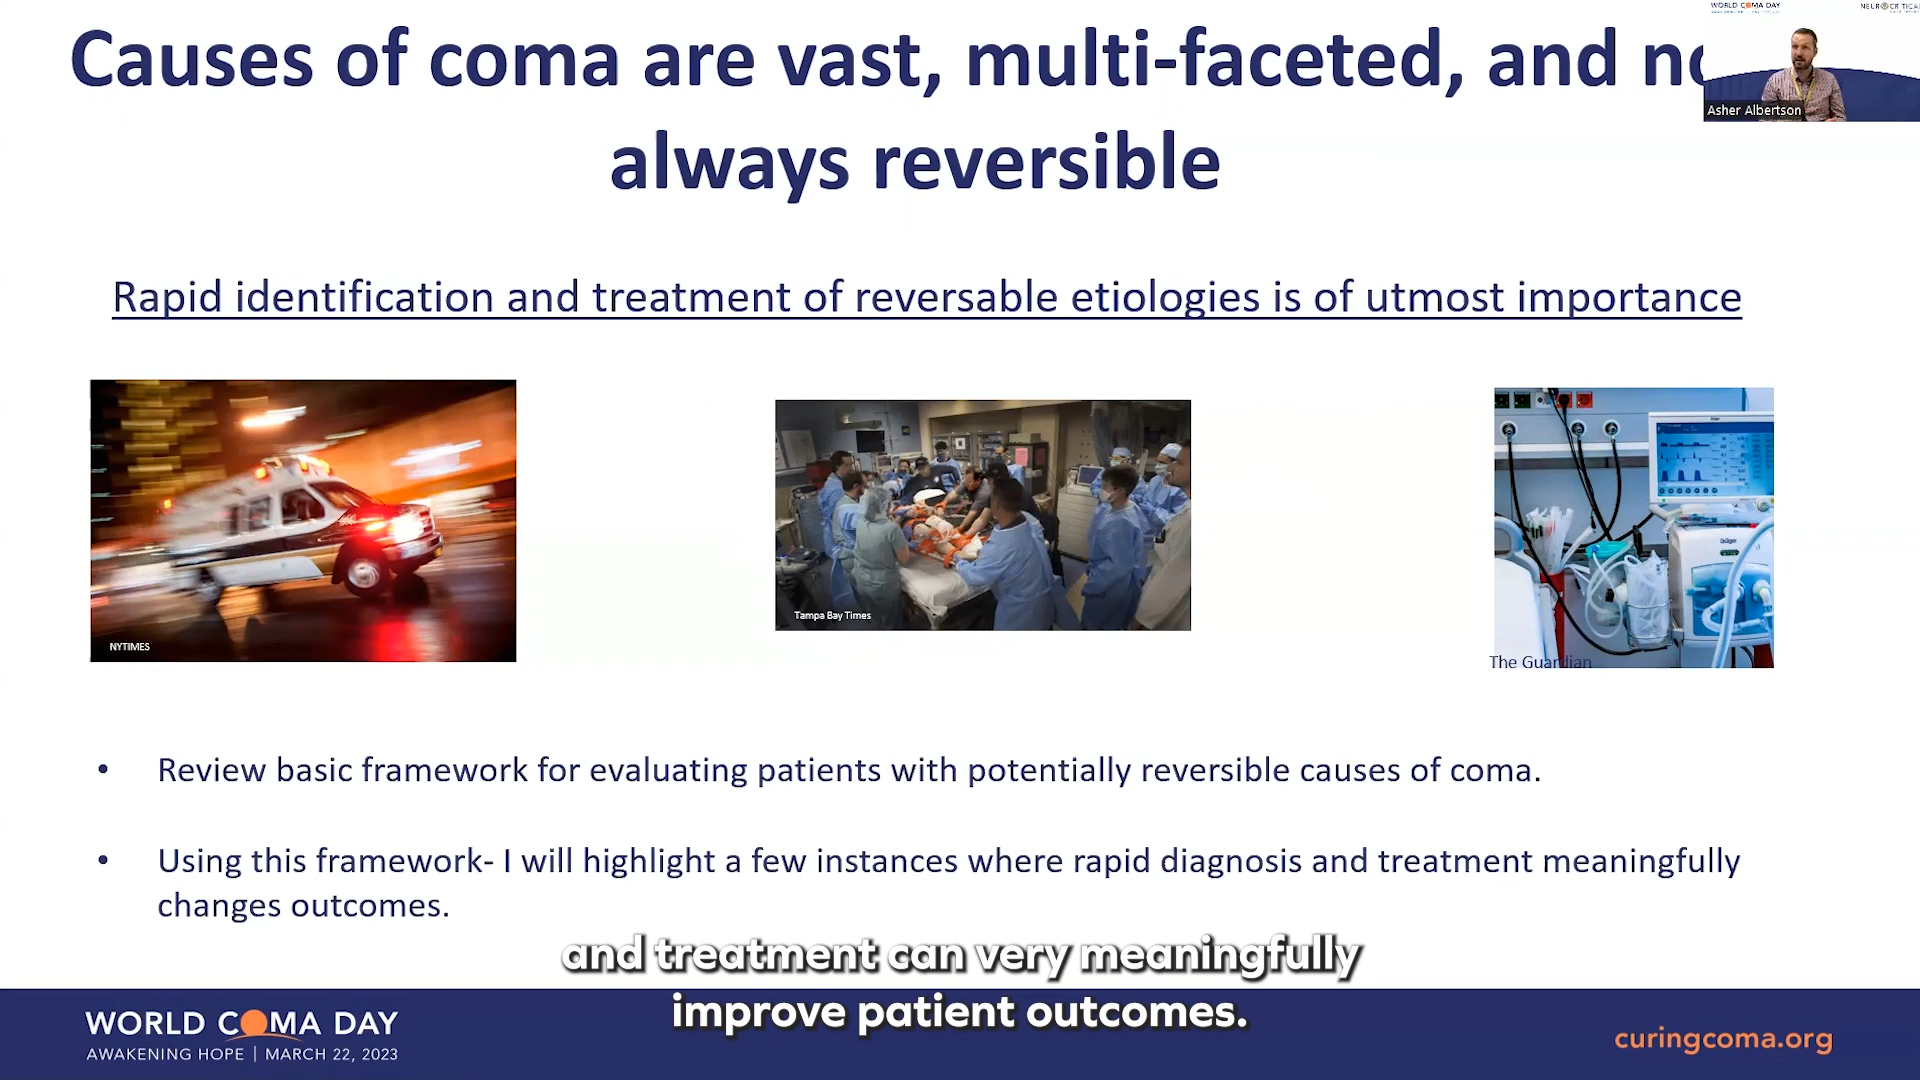 WORLD COMA DAY
Causes of coma are vast, multi-faceted, and no
Asher Albertson
always reversible
Rapid identification and treatment of reversable etiologies is of utmost importance
NYTIMES
Tampa Bay Times
The Guardian
• Review basic framework for evaluating patients with potentially reversible causes of coma.
• Using this framework- I will highlight a few instances where rapid diagnosis and treatment meaningfully
changes outcomes.
and treatment can very meaningfully
improve patient outcomes.
WORLD COMA DAY
AWAKENING HOPE | MARCH 22, 2023
curingcoma.org